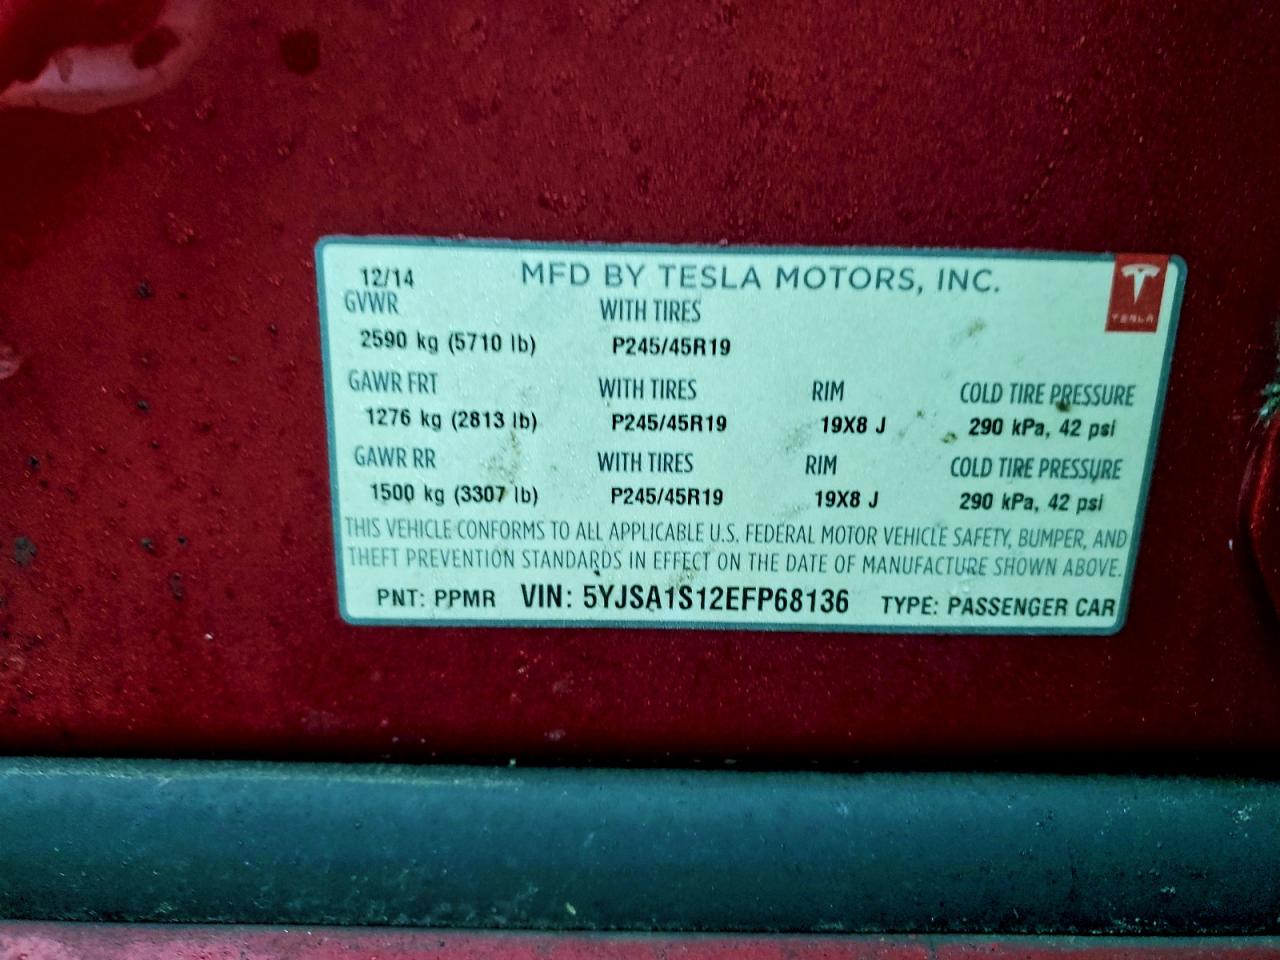 12/14 MFD BY TESLA MOTORS, INC.
TESLA
GVWR WITH TIRES
2590 kg (5710 lb) P245/45R19
GAWR FRT WITH TIRES RIM COLD TIRE PRESSURE
1276 kg (2813 lb) P245/45R19 19X8 J 290 kPa, 42 psi
GAWR RR WITH TIRES RIM COLD TIRE PRESSURE
1500 kg (3307 lb) P245/45R19 19X8 J 290 kPa, 42 psi
THIS VEHICLE CONFORMS TO ALL APPLICABLE U.S. FEDERAL MOTOR VEHICLE SAFETY, BUMPER, AND
THEFT PREVENTION STANDARDS IN EFFECT ON THE DATE OF MANUFACTURE SHOWN ABOVE.
PNT: PPMR VIN: 5YJSA1S12EFP68136 TYPE: PASSENGER CAR